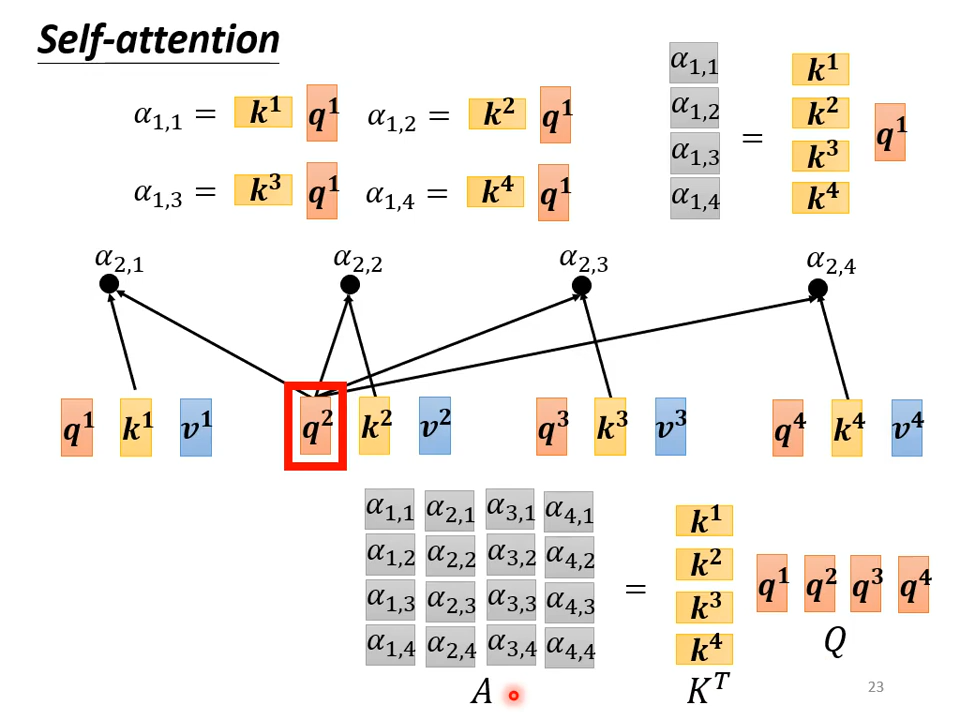 Self-attention
α1,1 = k¹ q¹ α1,2 = k² q¹
α1,3 = k³ q¹ α1,4 = k⁴ q¹
α1,1 k¹
α1,2 k²
= q¹
α1,3 k³
α1,4 k⁴
α2,1 α2,2 α2,3 α2,4
q¹ k¹ v¹ q² k² v² q³ k³ v³ q⁴ k⁴ v⁴
α1,1 α2,1 α3,1 α4,1 k¹
α1,2 α2,2 α3,2 α4,2 k²
= q¹ q² q³ q⁴
α1,3 α2,3 α3,3 α4,3 k³
α1,4 α2,4 α3,4 α4,4 k⁴
Q
A Kᵀ
23